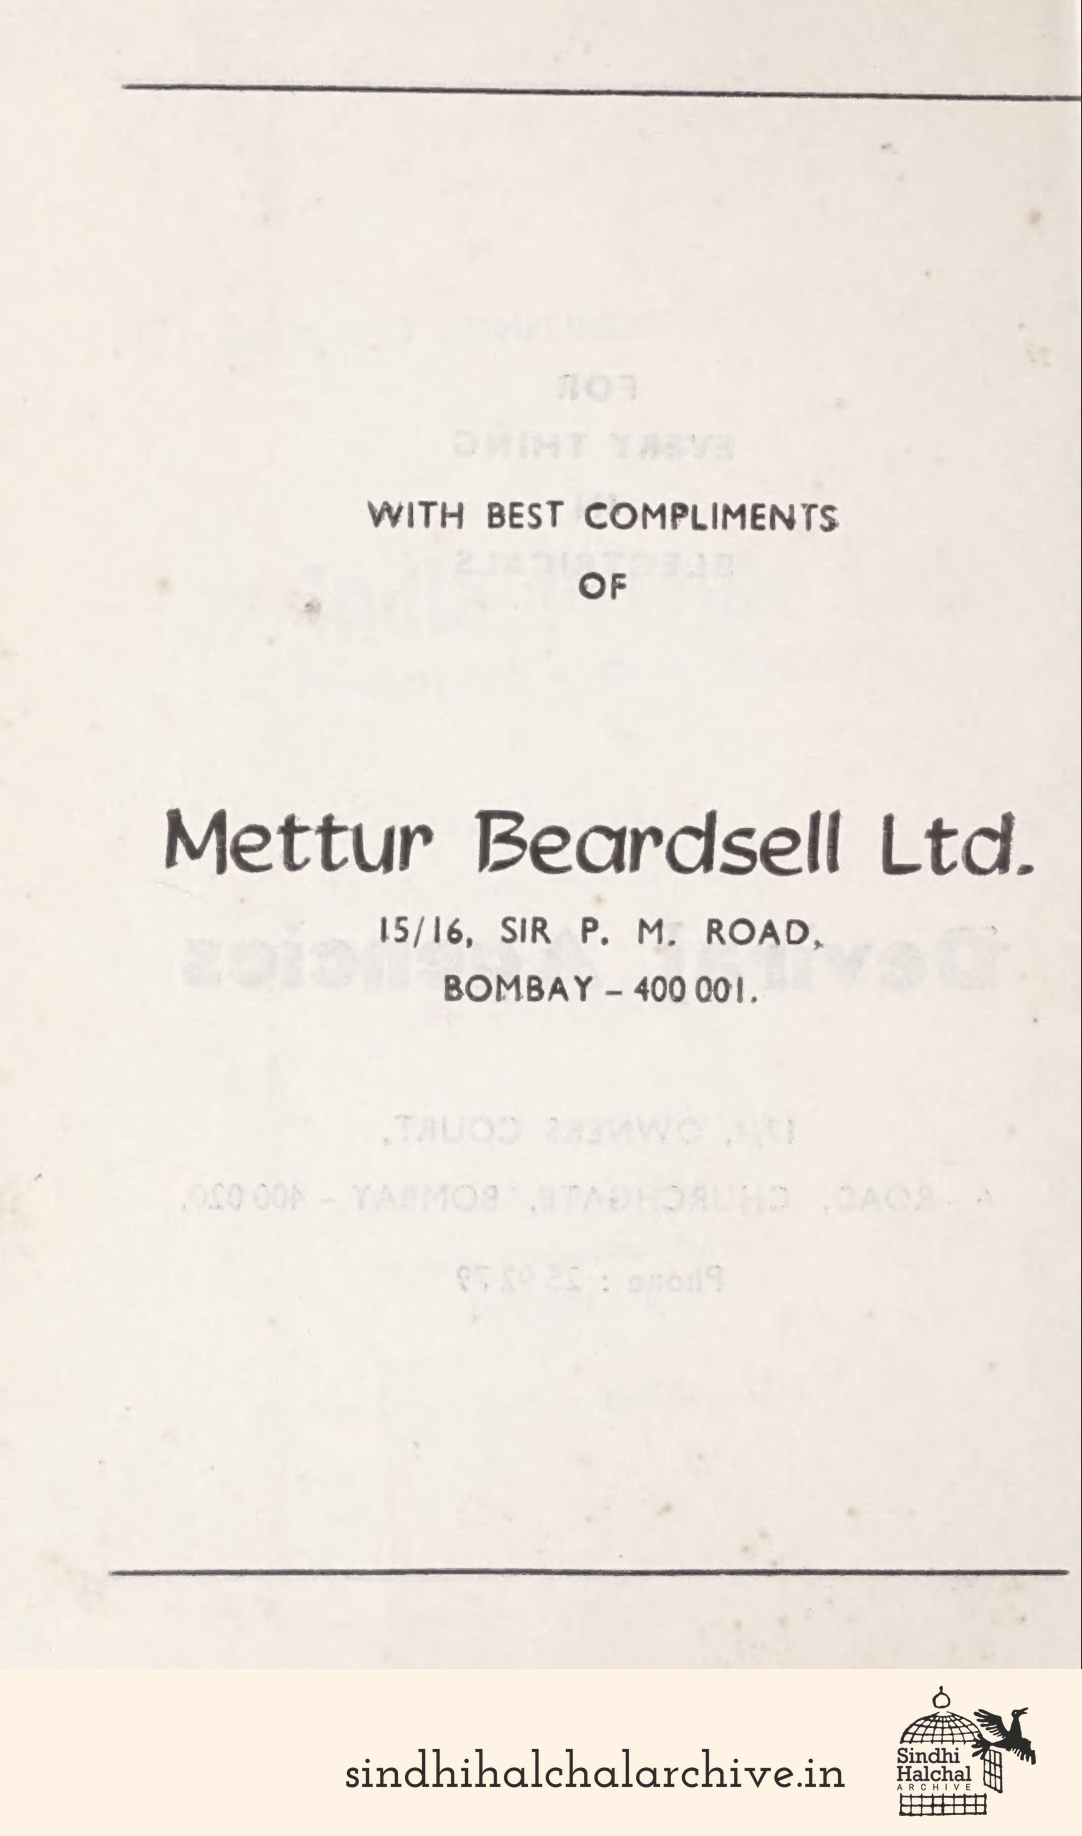 WITH BEST COMPLIMENTS
OF
Mettur Beardsell Ltd.
15/16, SIR P. M. ROAD,
BOMBAY – 400 001.
sindhihalchalarchive.in
Sindhi
Halchal
ARCHIVE